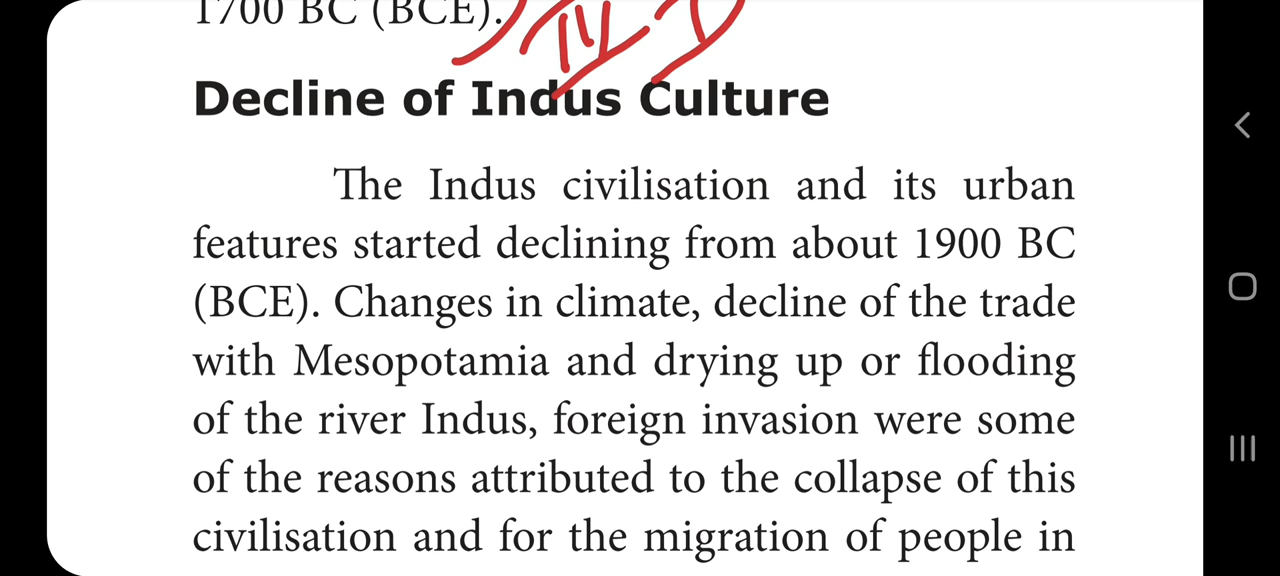 1700 BC (BCE).
Decline of Indus Culture
The Indus civilisation and its urban
features started declining from about 1900 BC
(BCE). Changes in climate, decline of the trade
with Mesopotamia and drying up or flooding
of the river Indus, foreign invasion were some
of the reasons attributed to the collapse of this
civilisation and for the migration of people in